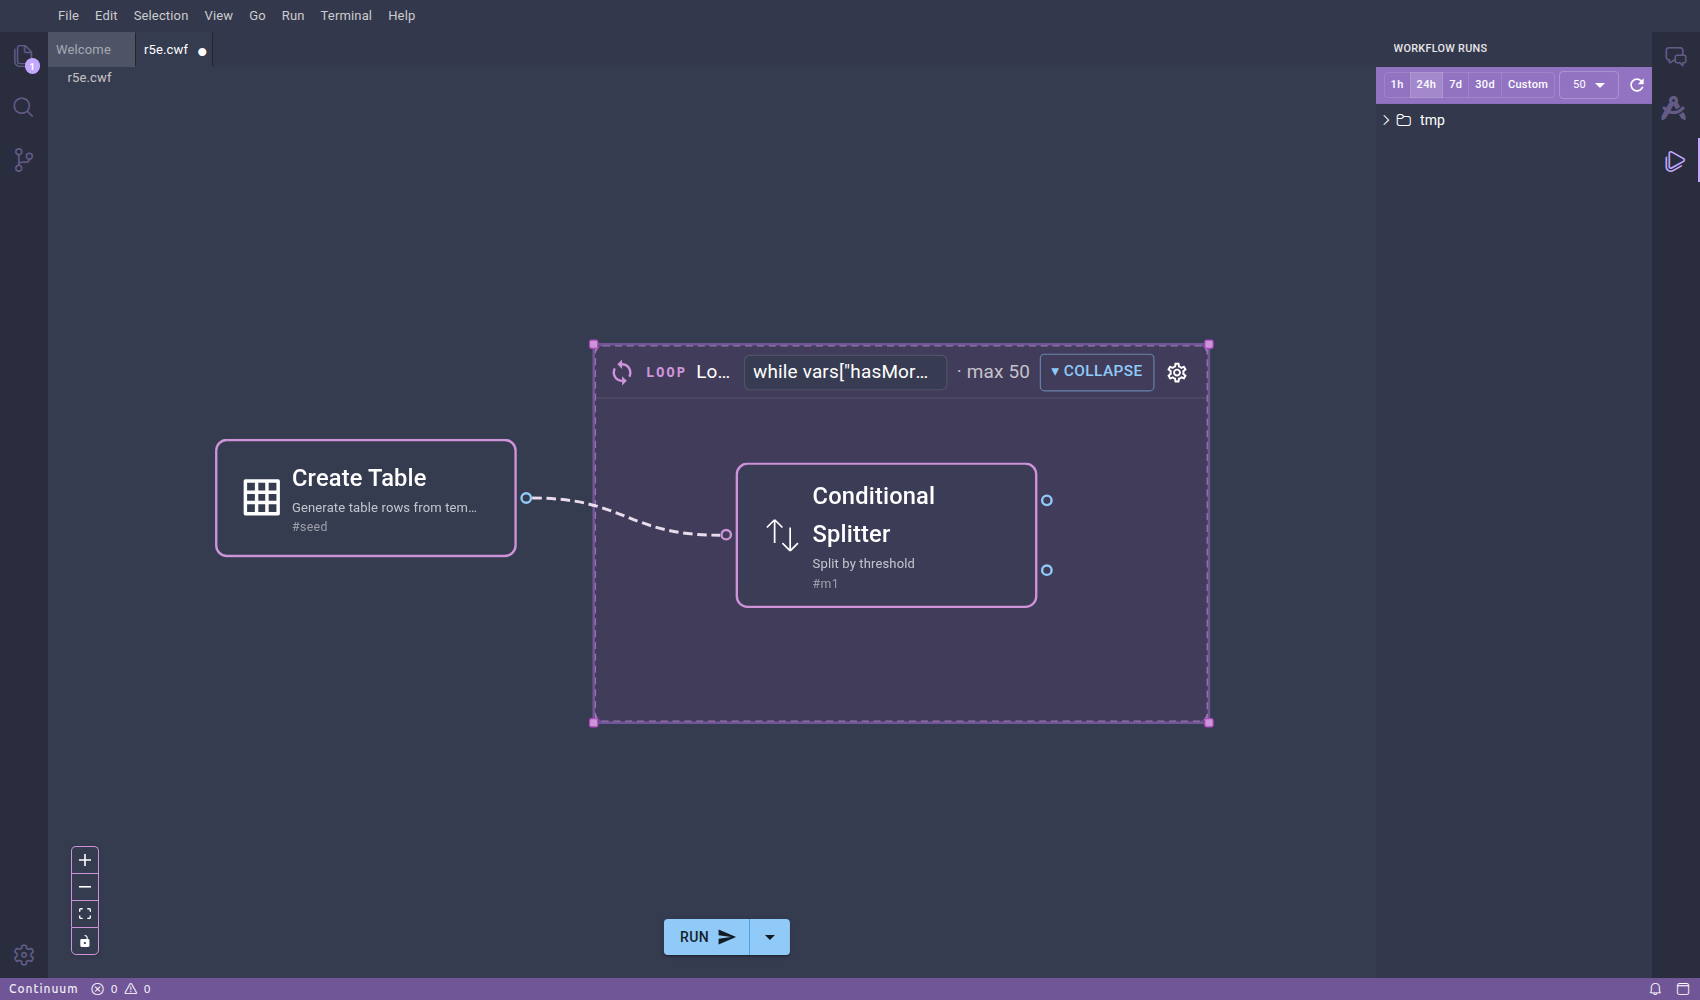 File Edit Selection View Go Run Terminal Help
Welcome r5e.cwf
r5e.cwf
WORKFLOW RUNS
1h 24h 7d 30d Custom 50
tmp
1
LOOP Lo... while vars["hasMor... · max 50 ▾ COLLAPSE
Create Table
Generate table rows from tem...
#seed
Conditional
Splitter
Split by threshold
#m1
RUN
Continuum 0 0